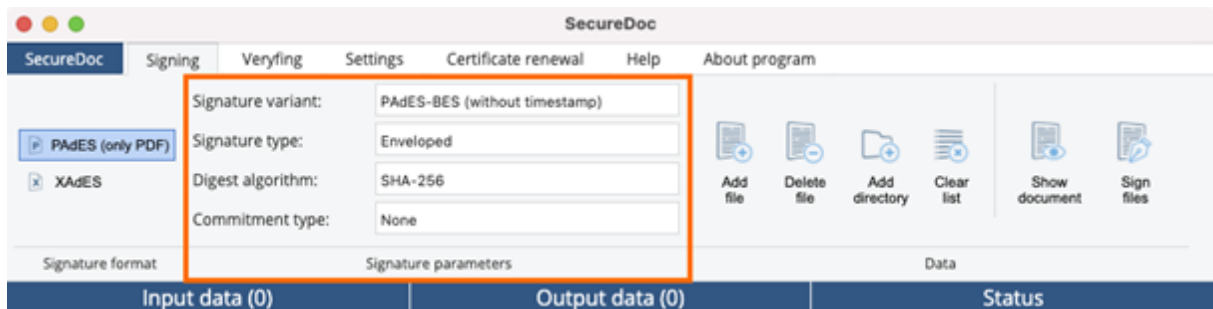 SecureDoc
SecureDoc Signing Veryfing Settings Certificate renewal Help About program
PAdES (only PDF)
XAdES
Signature format
Signature variant: PAdES-BES (without timestamp)
Signature type: Enveloped
Digest algorithm: SHA-256
Commitment type: None
Signature parameters
Add file
Delete file
Add directory
Clear list
Show document
Sign files
Data
Input data (0) Output data (0) Status